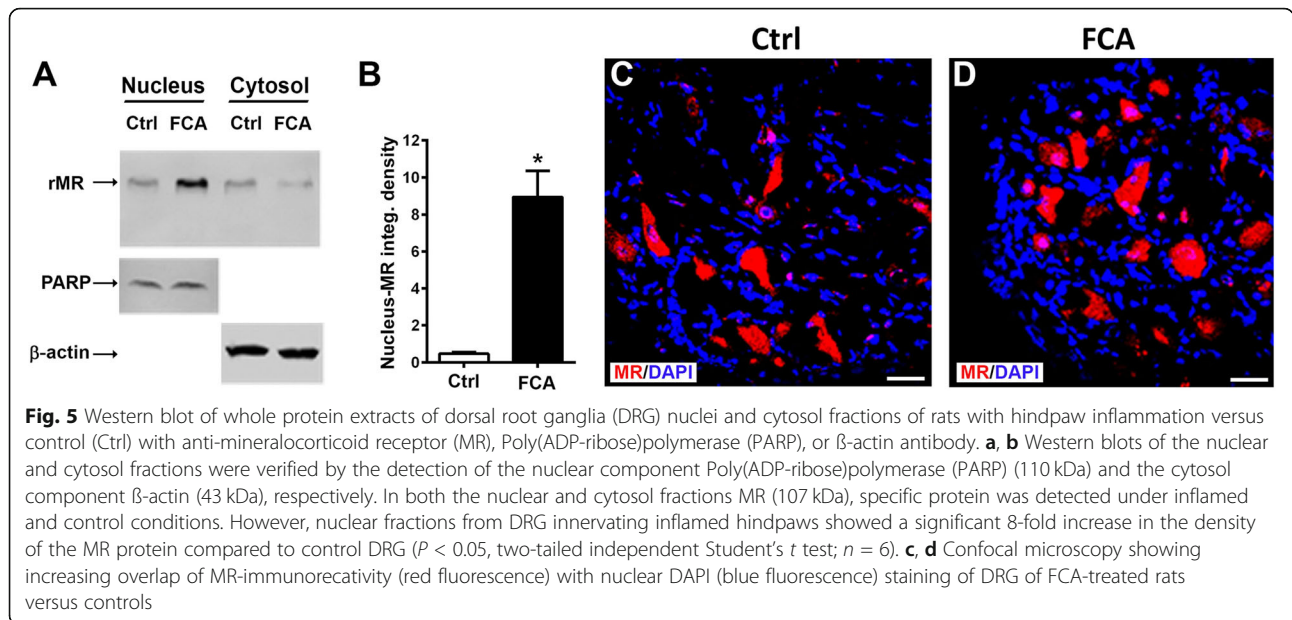 A
Nucleus Cytosol
Ctrl FCA Ctrl FCA
rMR
PARP
β-actin
B
Nucleus-MR integ. density
12
10
8
6
4
2
0
*
Ctrl FCA
Ctrl
C
MR/DAPI
FCA
D
MR/DAPI
Fig. 5 Western blot of whole protein extracts of dorsal root ganglia (DRG) nuclei and cytosol fractions of rats with hindpaw inflammation versus
control (Ctrl) with anti-mineralocorticoid receptor (MR), Poly(ADP-ribose)polymerase (PARP), or ß-actin antibody. a, b Western blots of the nuclear
and cytosol fractions were verified by the detection of the nuclear component Poly(ADP-ribose)polymerase (PARP) (110 kDa) and the cytosol
component ß-actin (43 kDa), respectively. In both the nuclear and cytosol fractions MR (107 kDa), specific protein was detected under inflamed
and control conditions. However, nuclear fractions from DRG innervating inflamed hindpaws showed a significant 8-fold increase in the density
of the MR protein compared to control DRG (P < 0.05, two-tailed independent Student's t test; n = 6). c, d Confocal microscopy showing
increasing overlap of MR-immunorecativity (red fluorescence) with nuclear DAPI (blue fluorescence) staining of DRG of FCA-treated rats
versus controls